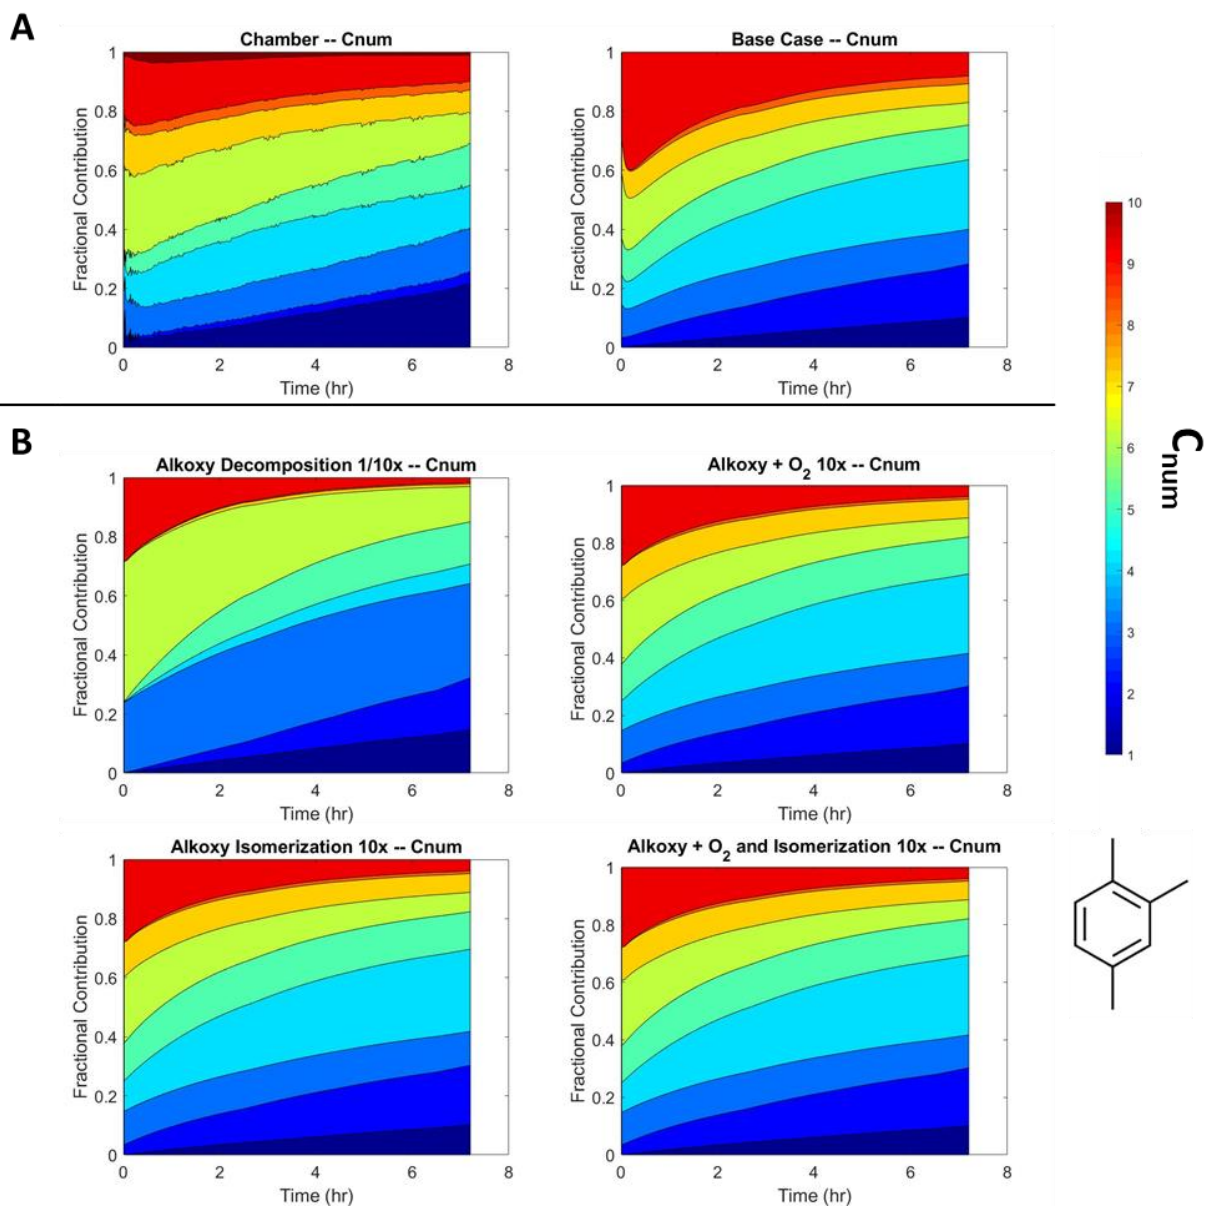 A
Chamber -- Cnum
Base Case -- Cnum
1
0.8
0.6
0.4
0.2
0
Fractional Contribution
0 2 4 6 8
Time (hr)
1
0.8
0.6
0.4
0.2
0
Fractional Contribution
0 2 4 6 8
Time (hr)
B
Alkoxy Decomposition 1/10x -- Cnum
Alkoxy + O2 10x -- Cnum
1
0.8
0.6
0.4
0.2
0
Fractional Contribution
0 2 4 6 8
Time (hr)
1
0.8
0.6
0.4
0.2
0
Fractional Contribution
0 2 4 6 8
Time (hr)
Alkoxy Isomerization 10x -- Cnum
Alkoxy + O2 and Isomerization 10x -- Cnum
1
0.8
0.6
0.4
0.2
0
Fractional Contribution
0 2 4 6 8
Time (hr)
1
0.8
0.6
0.4
0.2
0
Fractional Contribution
0 2 4 6 8
Time (hr)
10
9
8
7
6
5
4
3
2
1
Cnum